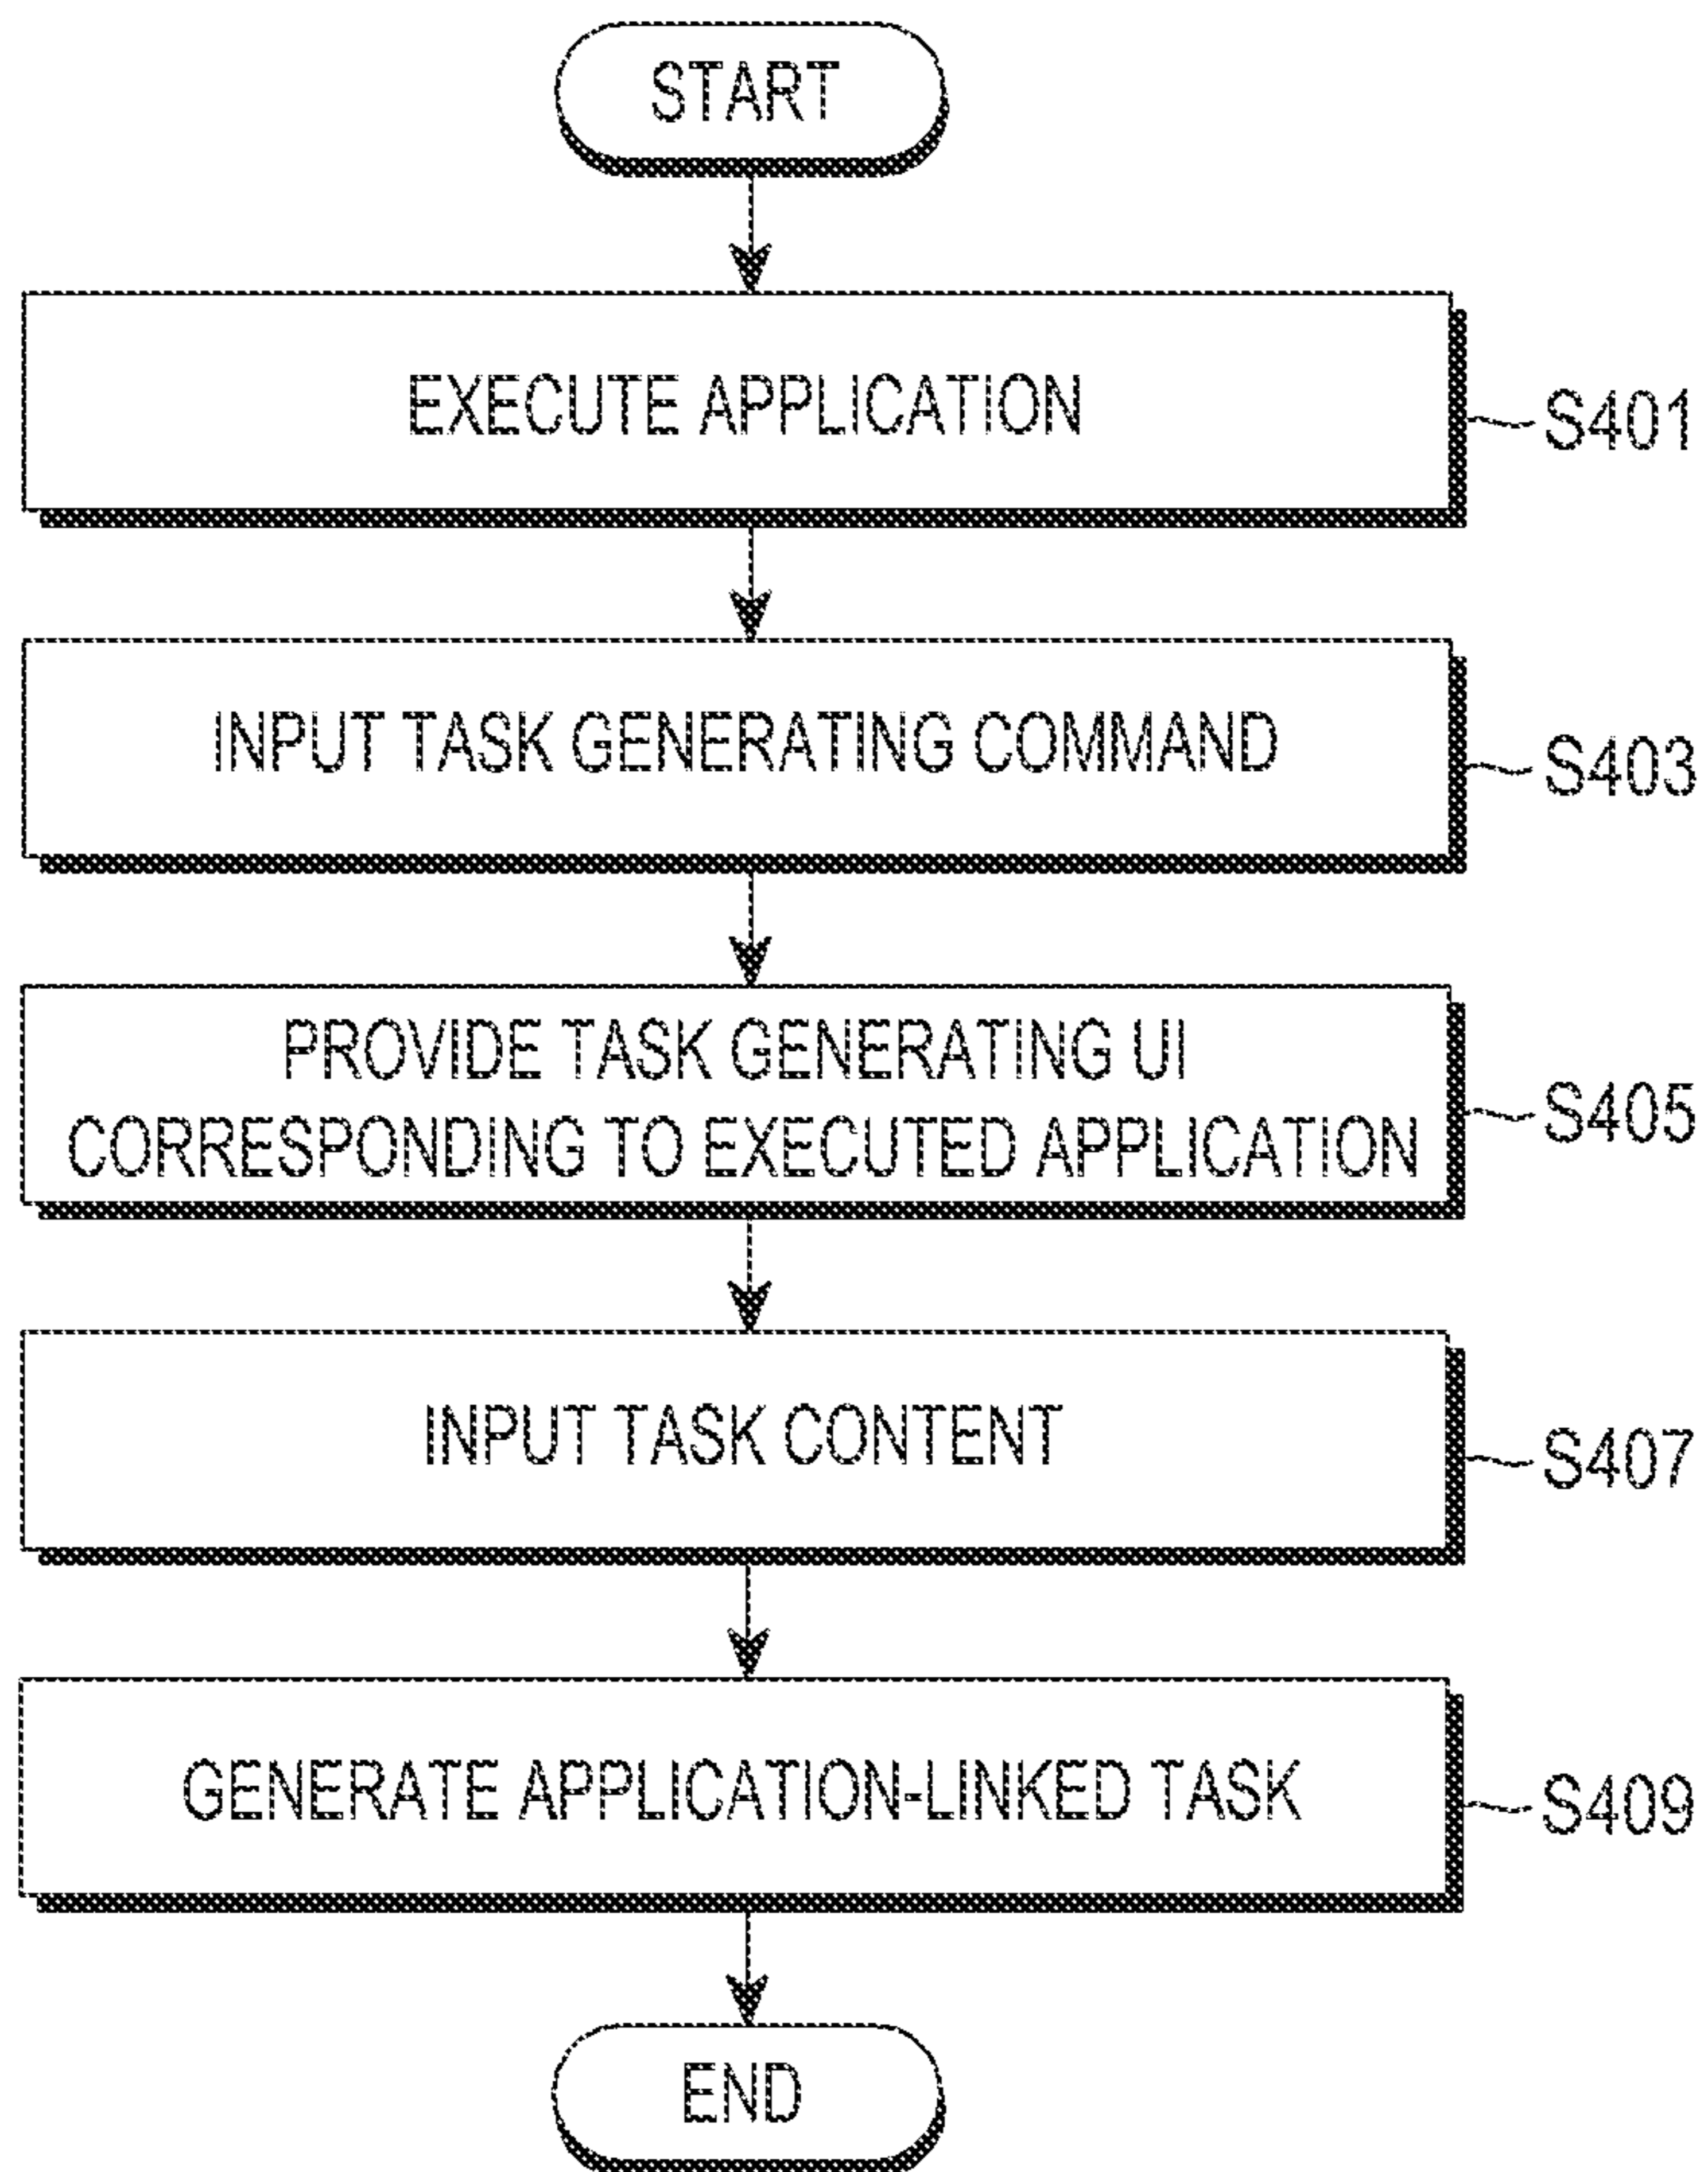 START
EXECUTE APPLICATION
S401
INPUT TASK GENERATING COMMAND
S403
PROVIDE TASK GENERATING UI
CORRESPONDING TO EXECUTED APPLICATION
S405
INPUT TASK CONTENT
S407
GENERATE APPLICATION-LINKED TASK
S409
END